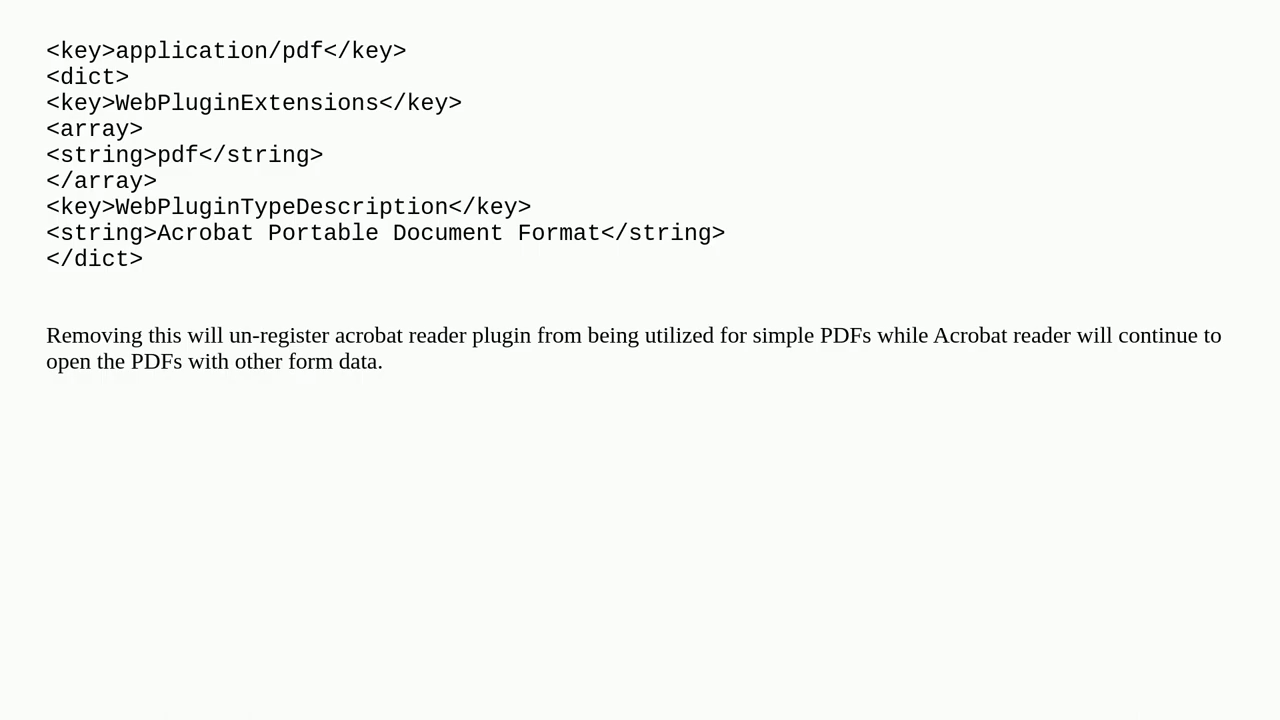 <key>application/pdf</key>
<dict>
<key>WebPluginExtensions</key>
<array>
<string>pdf</string>
</array>
<key>WebPluginTypeDescription</key>
<string>Acrobat Portable Document Format</string>
</dict>
Removing this will un-register acrobat reader plugin from being utilized for simple PDFs while Acrobat reader will continue to
open the PDFs with other form data.